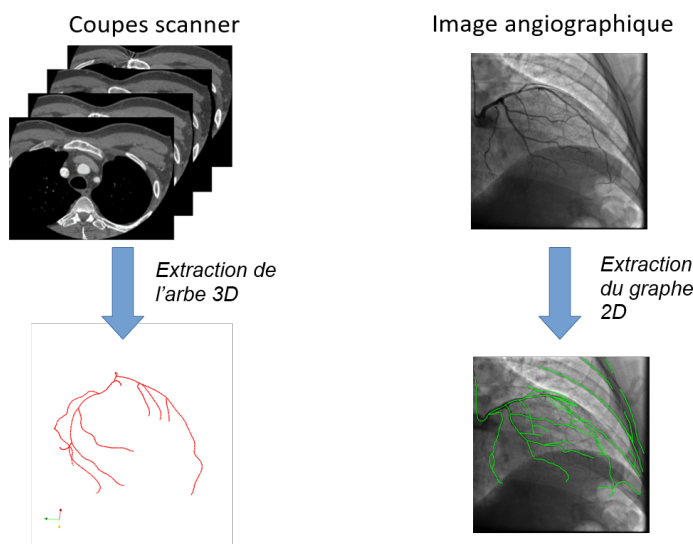 Coupes scanner
Image angiographique
Extraction de
l’arbe 3D
Extraction
du graphe
2D